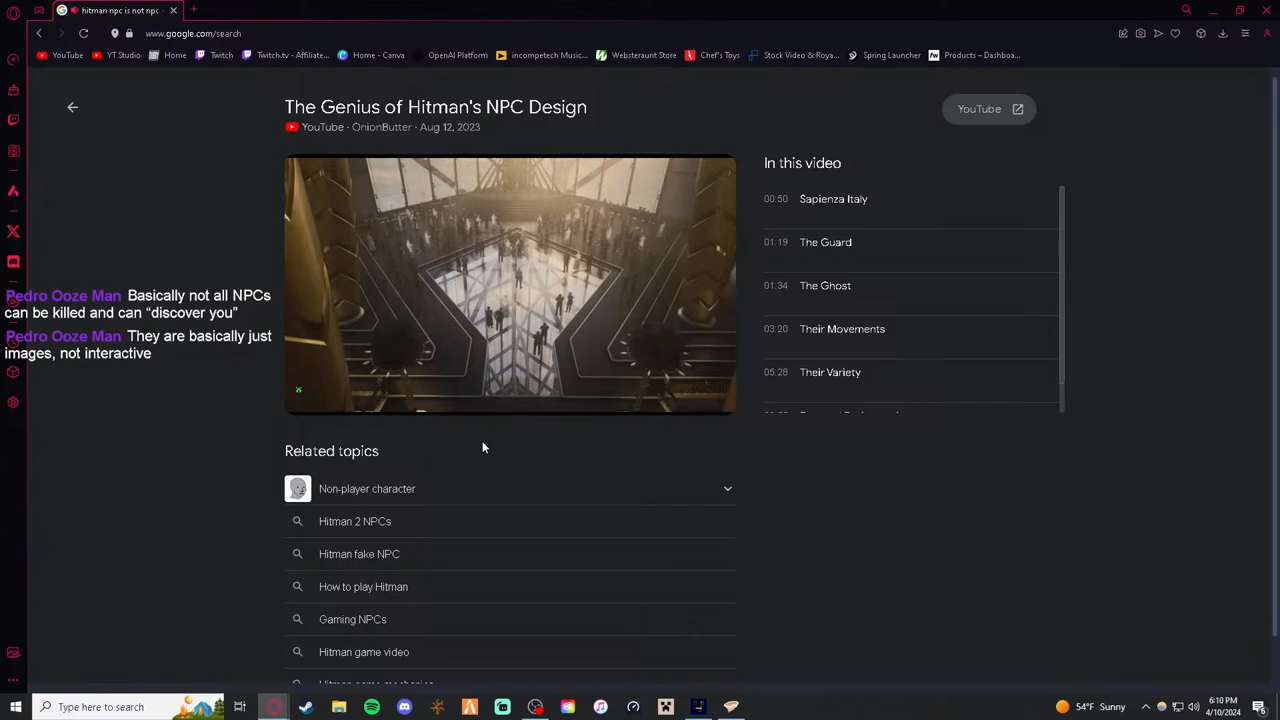 hitman npc is not npc
www.google.com/search
YouTube
YT Studio
Home
Twitch
Twitch.tv - Affiliate...
Home - Canva
OpenAI Platform
incompetech Music...
Webstersaunt Store
Chef's Toys
Stock Video & Roya...
Spring Launcher
Products – Dashboa...
The Genius of Hitman's NPC Design
YouTube · OnionButter · Aug 12, 2023
YouTube
In this video
00:50 Sapienza Italy
01:19 The Guard
01:34 The Ghost
03:20 Their Movements
05:28 Their Variety
Pedro Ooze Man Basically not all NPCs
can be killed and can “discover you”
Pedro Ooze Man They are basically just
images, not interactive
Related topics
Non-player character
Hitman 2 NPCs
Hitman fake NPC
How to play Hitman
Gaming NPCs
Hitman game video
Hitman game mechanics
Type here to search
54°F Sunny
6:10 PM
4/10/2024